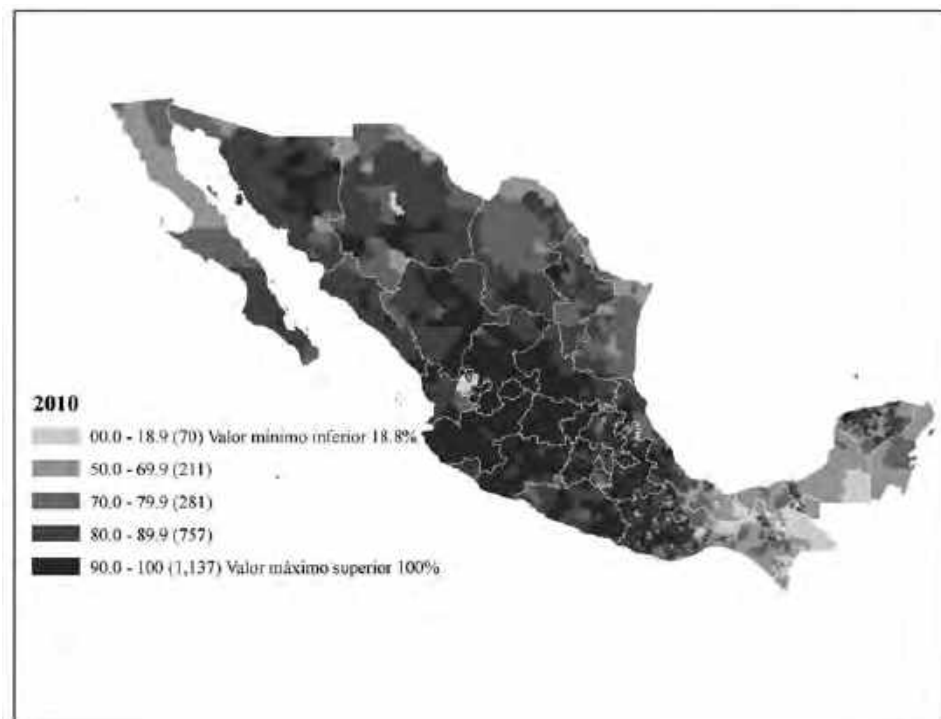 2010
00.0 - 18.9 (70) Valor mínimo inferior 18.8%
50.0 - 69.9 (211)
70.0 - 79.9 (281)
80.0 - 89.9 (757)
90.0 - 100 (1,137) Valor máximo superior 100%